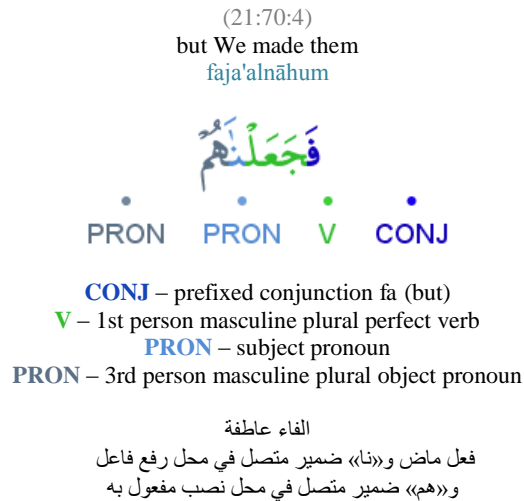 (21:70:4)
but We made them
faja'alnāhum
فَجَعَلْنَٰهُمُ
PRON PRON V CONJ
CONJ – prefixed conjunction fa (but)
V – 1st person masculine plural perfect verb
PRON – subject pronoun
PRON – 3rd person masculine plural object pronoun
الفاء عاطفة
فعل ماض و«نا» ضمير متصل في محل رفع فاعل
و«هم» ضمير متصل في محل نصب مفعول به